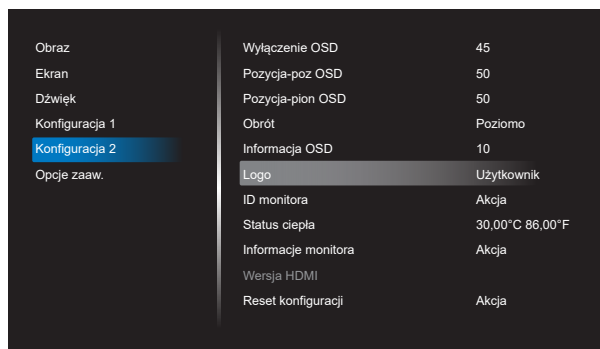 Obraz
Ekran
Dźwięk
Konfiguracja 1
Konfiguracja 2
Opcje zaaw.
Wyłączenie OSD 45
Pozycja-poz OSD 50
Pozycja-pion OSD 50
Obrót Poziomo
Informacja OSD 10
Logo Użytkownik
ID monitora Akcja
Status ciepła 30,00°C 86,00°F
Informacje monitora Akcja
Wersja HDMI
Reset konfiguracji Akcja